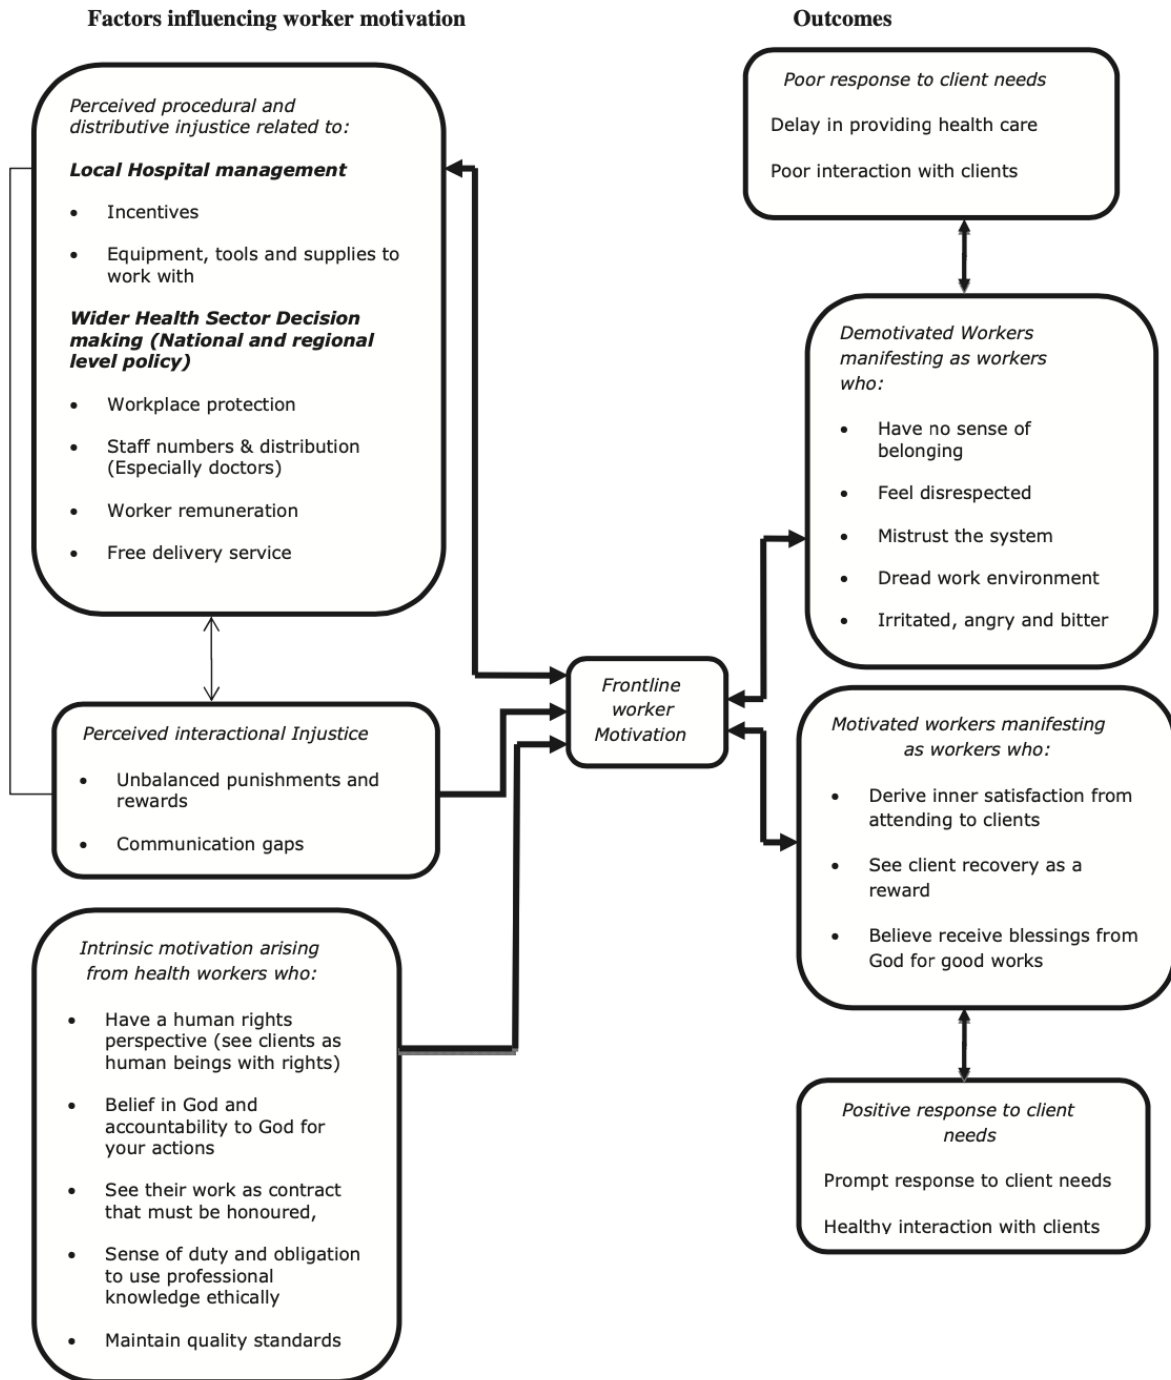 Factors influencing worker motivation
Outcomes
Perceived procedural and
distributive injustice related to:
Local Hospital management
• Incentives
• Equipment, tools and supplies to
work with
Wider Health Sector Decision
making (National and regional
level policy)
• Workplace protection
• Staff numbers & distribution
(Especially doctors)
• Worker remuneration
• Free delivery service
Perceived interactional Injustice
• Unbalanced punishments and
rewards
• Communication gaps
Intrinsic motivation arising
from health workers who:
• Have a human rights
perspective (see clients as
human beings with rights)
• Belief in God and
accountability to God for
your actions
• See their work as contract
that must be honoured,
• Sense of duty and obligation
to use professional
knowledge ethically
• Maintain quality standards
Frontline
worker
Motivation
Poor response to client needs
Delay in providing health care
Poor interaction with clients
Demotivated Workers
manifesting as workers
who:
• Have no sense of
belonging
• Feel disrespected
• Mistrust the system
• Dread work environment
• Irritated, angry and bitter
Motivated workers manifesting
as workers who:
• Derive inner satisfaction from
attending to clients
• See client recovery as a
reward
• Believe receive blessings from
God for good works
Positive response to client
needs
Prompt response to client needs
Healthy interaction with clients